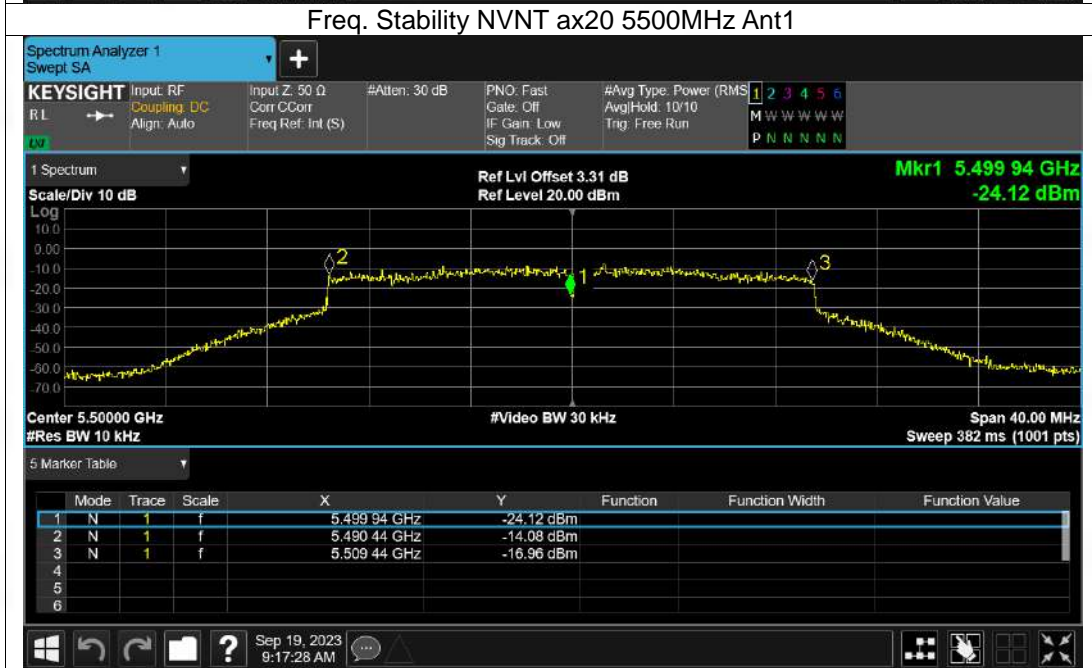 Freq. Stability NVNT ax20 5500MHz Ant1
Spectrum Analyzer 1
Swept SA
+
KEYSIGHT Input: RF Input Z: 50 Ω #Atten: 30 dB PNO: Fast #Avg Type: Power (RMS 1 2 3 4 5 6
RL Coupling: DC Corr CCorr Gate: Off Avg|Hold: 10/10 M W W W W W
Align: Auto Freq Ref: Int (S) IF Gain: Low Trig: Free Run
LXI Sig Track: Off P N N N N N
1 Spectrum Ref Lvl Offset 3.31 dB Mkr1 5.499 94 GHz
Scale/Div 10 dB Ref Level 20.00 dBm -24.12 dBm
Log
10.0
0.00
-10.0
-20.0
-30.0
-40.0
-50.0
-60.0
-70.0
2
1
3
Center 5.50000 GHz #Video BW 30 kHz Span 40.00 MHz
#Res BW 10 kHz Sweep 382 ms (1001 pts)
5 Marker Table
Mode Trace Scale X Y Function Function Width Function Value
1 N 1 f 5.499 94 GHz -24.12 dBm
2 N 1 f 5.490 44 GHz -14.08 dBm
3 N 1 f 5.509 44 GHz -16.96 dBm
4
5
6
? Sep 19, 2023
9:17:28 AM